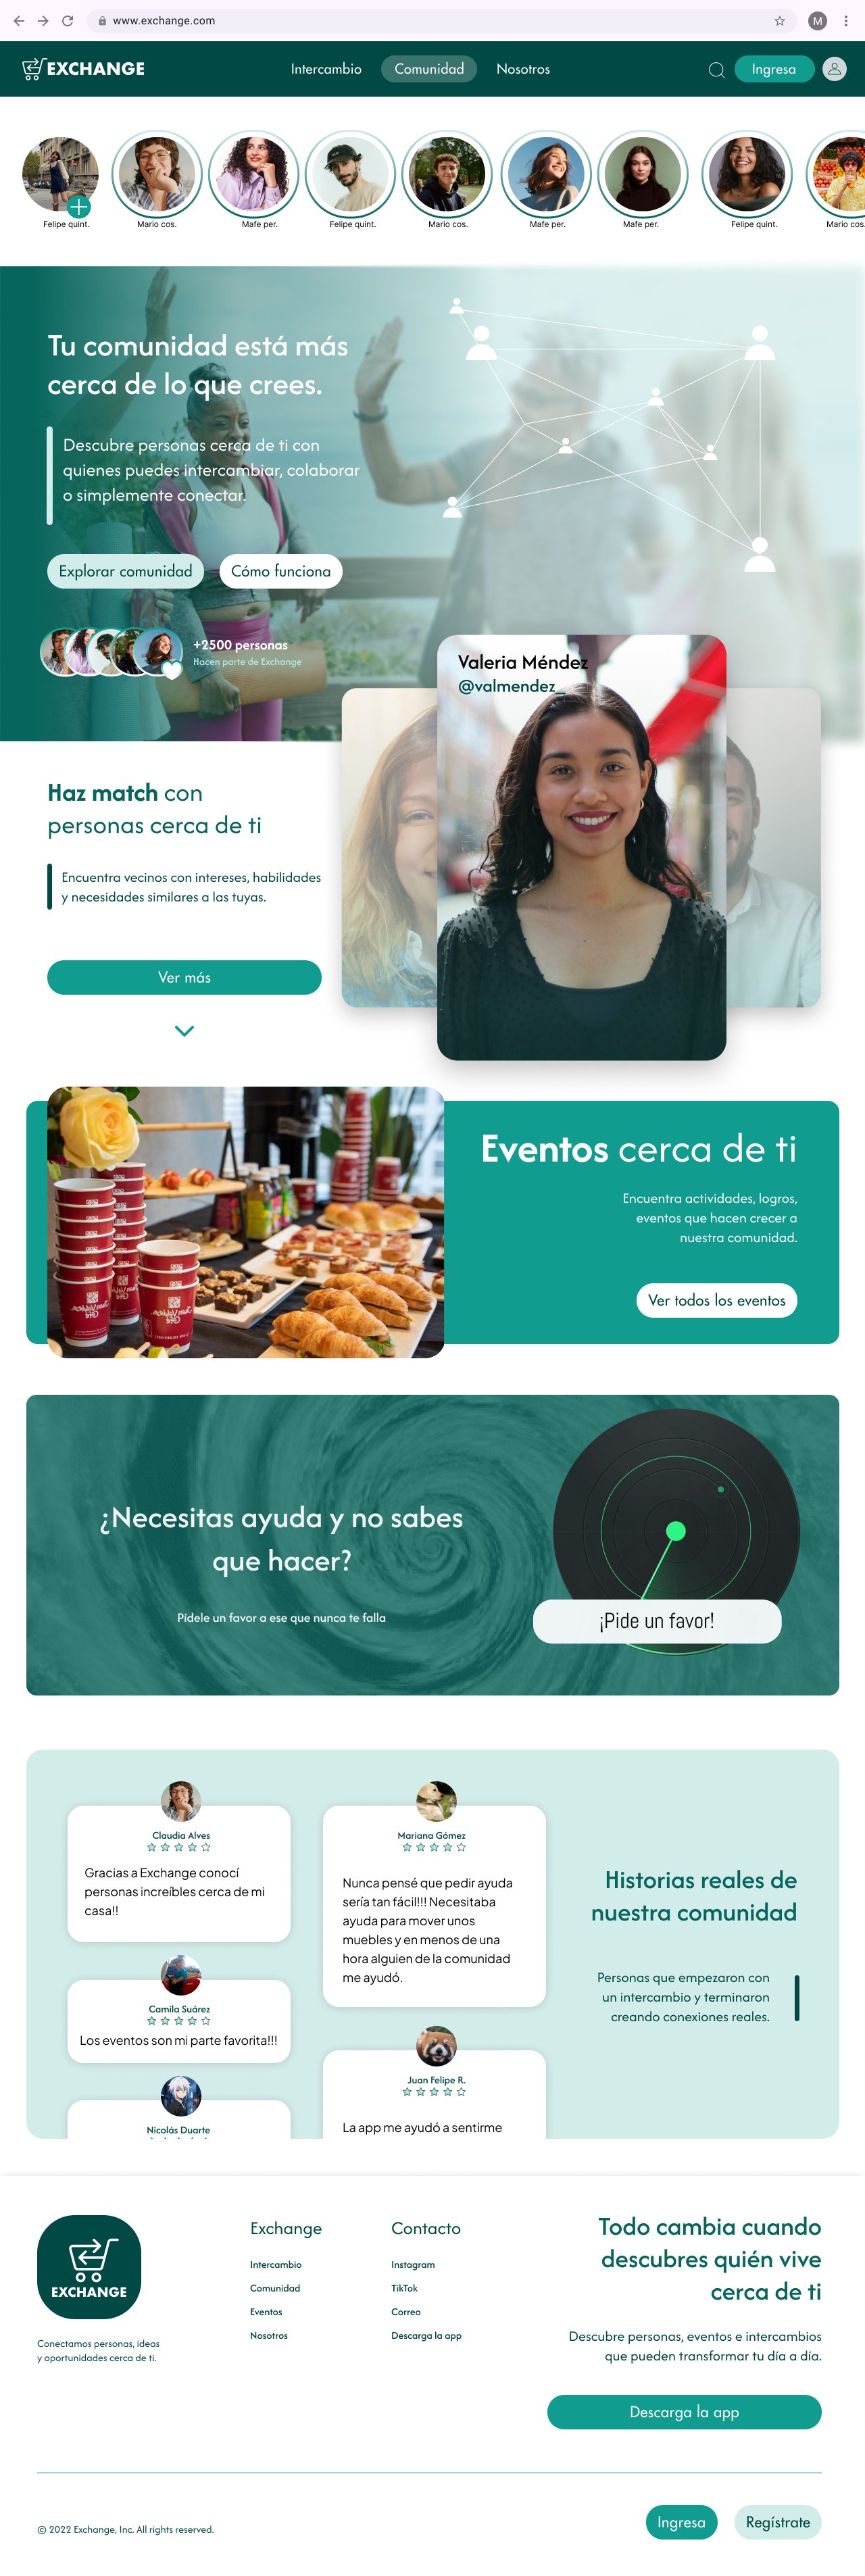 www.exchange.com
M
EXCHANGE
Intercambio
Comunidad
Nosotros
Ingresa
Felipe quint.
Mario cos.
Mafe per.
Felipe quint.
Mario cos.
Mafe per.
Mafe per.
Felipe quint.
Mario cos.
Tu comunidad está más
cerca de lo que crees.
Descubre personas cerca de ti con
quienes puedes intercambiar, colaborar
o simplemente conectar.
Explorar comunidad
Cómo funciona
+2500 personas
Hacen parte de Exchange
Valeria Méndez
@valmendez_
Haz match con
personas cerca de ti
Encuentra vecinos con intereses, habilidades
y necesidades similares a las tuyas.
Ver más
Eventos cerca de ti
Encuentra actividades, logros,
eventos que hacen crecer a
nuestra comunidad.
Ver todos los eventos
¿Necesitas ayuda y no sabes
que hacer?
Pídele un favor a ese que nunca te falla
¡Pide un favor!
Claudia Alves
Gracias a Exchange conocí
personas increíbles cerca de mi
casa!!
Camila Suárez
Los eventos son mi parte favorita!!!
Nicolás Duarte
Mariana Gómez
Nunca pensé que pedir ayuda
sería tan fácil!!! Necesitaba
ayuda para mover unos
muebles y en menos de una
hora alguien de la comunidad
me ayudó.
Juan Felipe R.
La app me ayudó a sentirme
Historias reales de
nuestra comunidad
Personas que empezaron con
un intercambio y terminaron
creando conexiones reales.
EXCHANGE
Conectamos personas, ideas
y oportunidades cerca de ti.
Exchange
Intercambio
Comunidad
Eventos
Nosotros
Contacto
Instagram
TikTok
Correo
Descarga la app
Todo cambia cuando
descubres quién vive
cerca de ti
Descubre personas, eventos e intercambios
que pueden transformar tu día a día.
Descarga la app
© 2022 Exchange, Inc. All rights reserved.
Ingresa
Regístrate